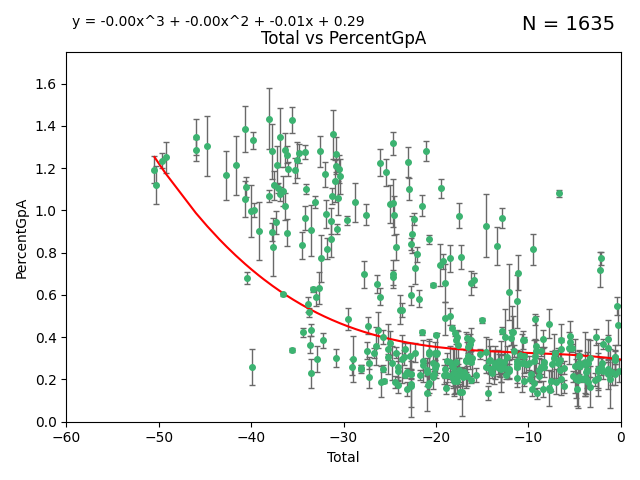 y = -0.00x^3 + -0.00x^2 + -0.01x + 0.29
N = 1635
Total vs PercentGpA
1.6
1.4
1.2
1.0
0.8
0.6
0.4
0.2
0.0
PercentGpA
−60 −50 −40 −30 −20 −10 0
Total